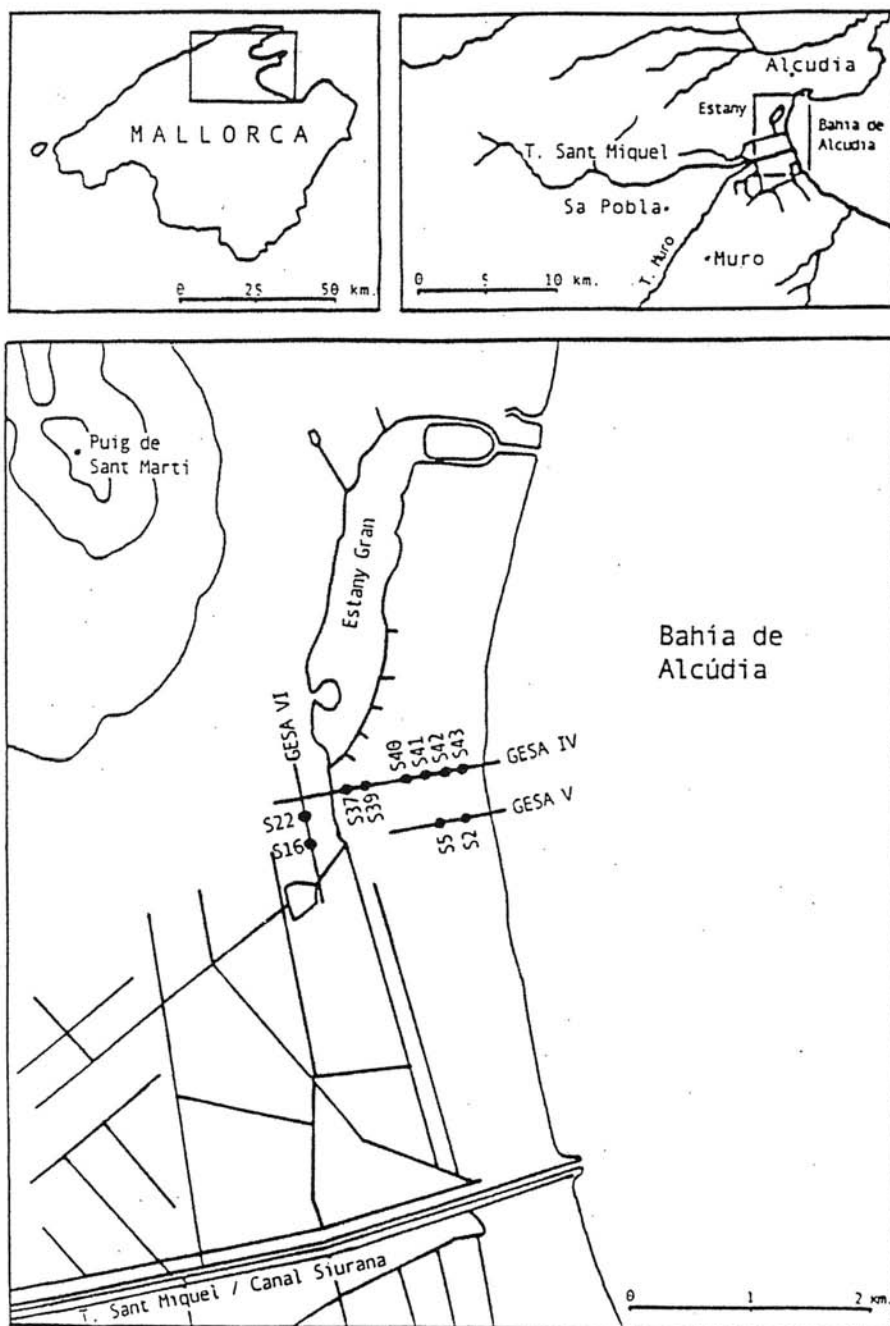 MALLORCA
0 25 50 km.
Alcudia
Estany
Bahia de
Alcudia
T. Sant Miquel
Sa Pobla
T. Muro
Muro
0 5 10 km.
Puig de
Sant Marti
Estany Gran
Bahía de
Alcúdia
GESA VI
S40
S41
S42
S43
GESA IV
S37
S39
GESA V
S22
S16
S5
S2
T. Sant Miquel / Canal Siurana
0 1 2 km.